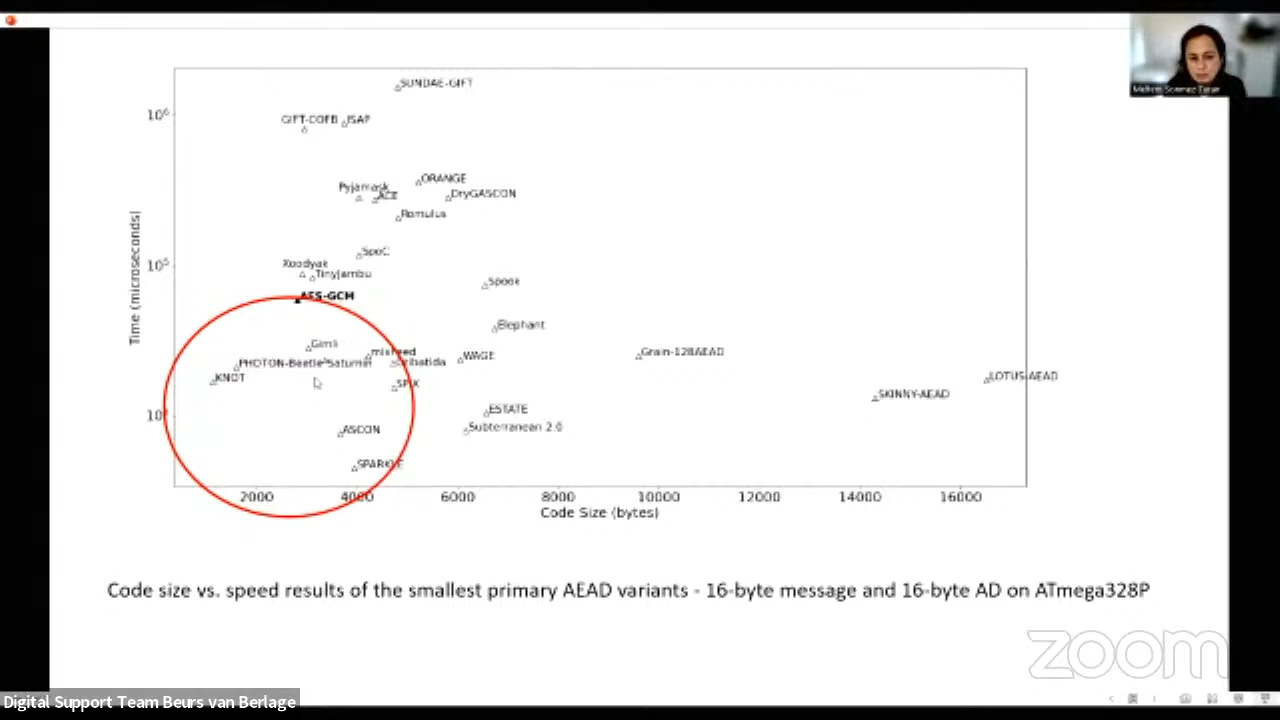 SUNDAE-GIFT
10⁶
GIFT-COFB ISAP
ORANGE
Pyjamask
ACE
DryGASCON
Romulus
SpoC
Xoodyak
10⁵
TinyJambu
Spook
AES-GCM
Elephant
Gimli
mixFeed
Grain-128AEAD
WAGE
PHOTON-Beetle Saturnin
Oribatida
KNOT
LOTUS-AEAD
SPIX
SKINNY-AEAD
ESTATE
Subterranean 2.0
ASCON
SPARKLE
Time (microseconds)
2000 4000 6000 8000 10000 12000 14000 16000
Code Size (bytes)
Code size vs. speed results of the smallest primary AEAD variants - 16-byte message and 16-byte AD on ATmega328P
Meltem Sonmez Turan
zoom
Digital Support Team Beurs van Berlage